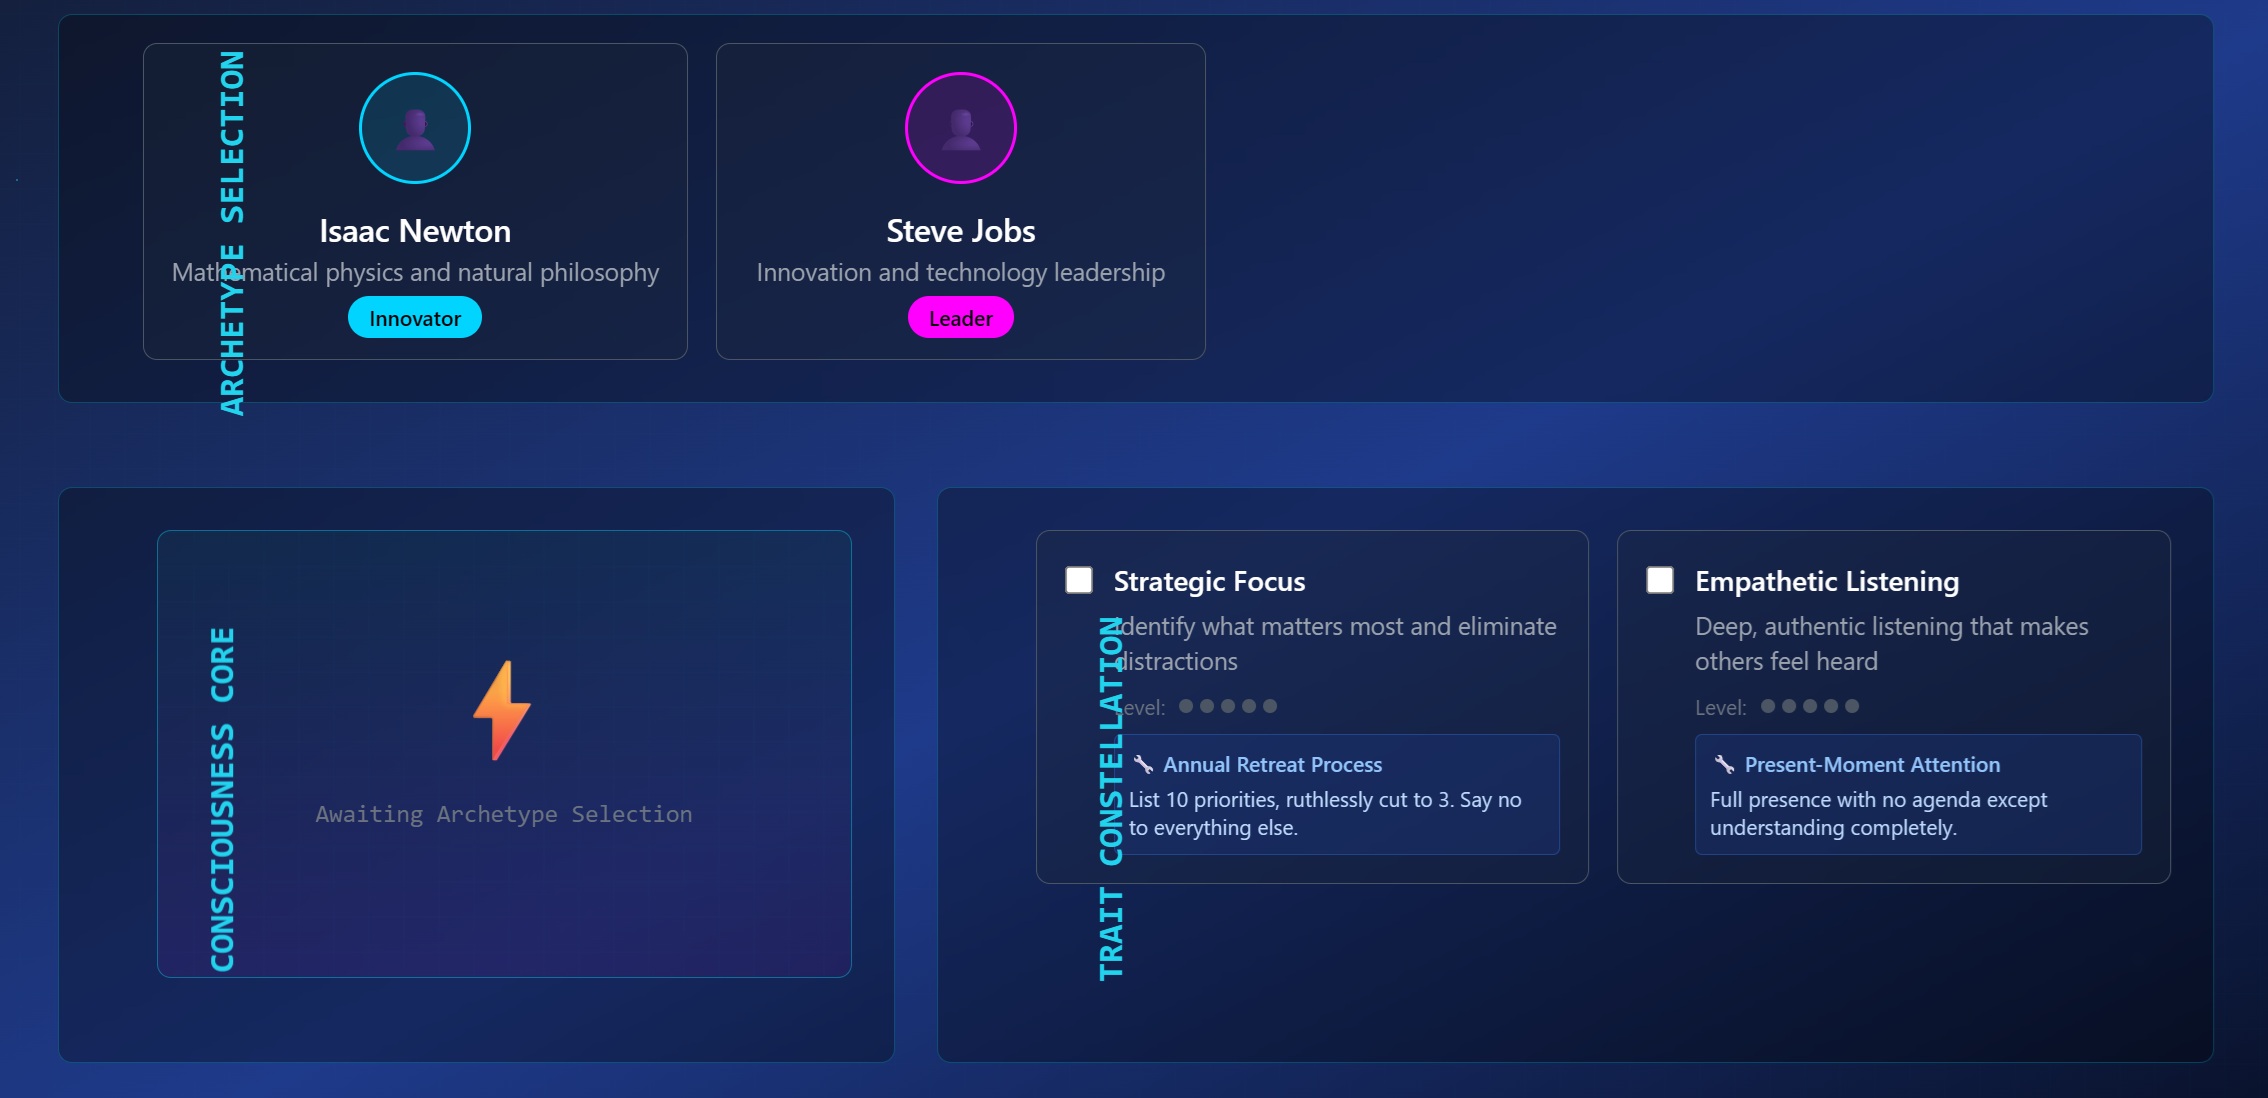 ARCHETYPE SELECTION
Isaac Newton
Mathematical physics and natural philosophy
Innovator
Steve Jobs
Innovation and technology leadership
Leader
CONSCIOUSNESS CORE
Awaiting Archetype Selection
TRAIT CONSTELLATION
Strategic Focus
Identify what matters most and eliminate
distractions
Level:
Annual Retreat Process
List 10 priorities, ruthlessly cut to 3. Say no
to everything else.
Empathetic Listening
Deep, authentic listening that makes
others feel heard
Level:
Present-Moment Attention
Full presence with no agenda except
understanding completely.